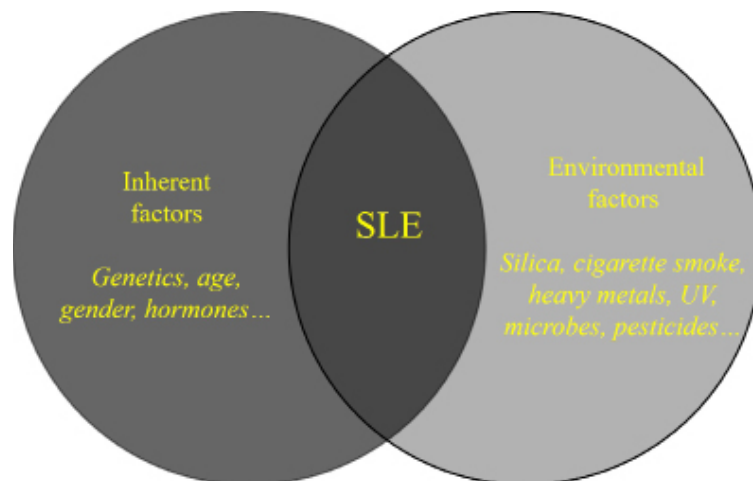 Inherent
factors
Genetics, age,
gender, hormones…
SLE
Environmental
factors
Silica, cigarette smoke,
heavy metals, UV,
microbes, pesticides…